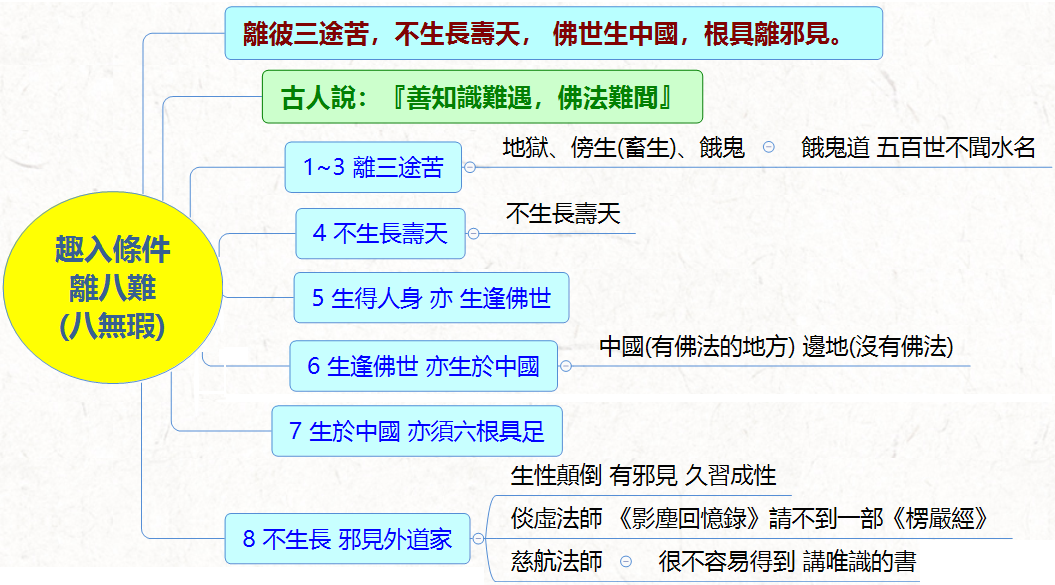 離彼三途苦，不生長壽天， 佛世生中國，根具離邪見。
古人說：『善知識難遇，佛法難聞』
趣入條件
離八難
(八無瑕)
1~3 離三途苦
地獄、傍生(畜生)、餓鬼
餓鬼道 五百世不聞水名
4 不生長壽天
不生長壽天
5 生得人身 亦 生逢佛世
6 生逢佛世 亦生於中國
中國(有佛法的地方) 邊地(沒有佛法)
7 生於中國 亦須六根具足
8 不生長 邪見外道家
生性顛倒 有邪見 久習成性
倓虛法師 《影塵回憶錄》請不到一部《楞嚴經》
慈航法師
很不容易得到 講唯識的書